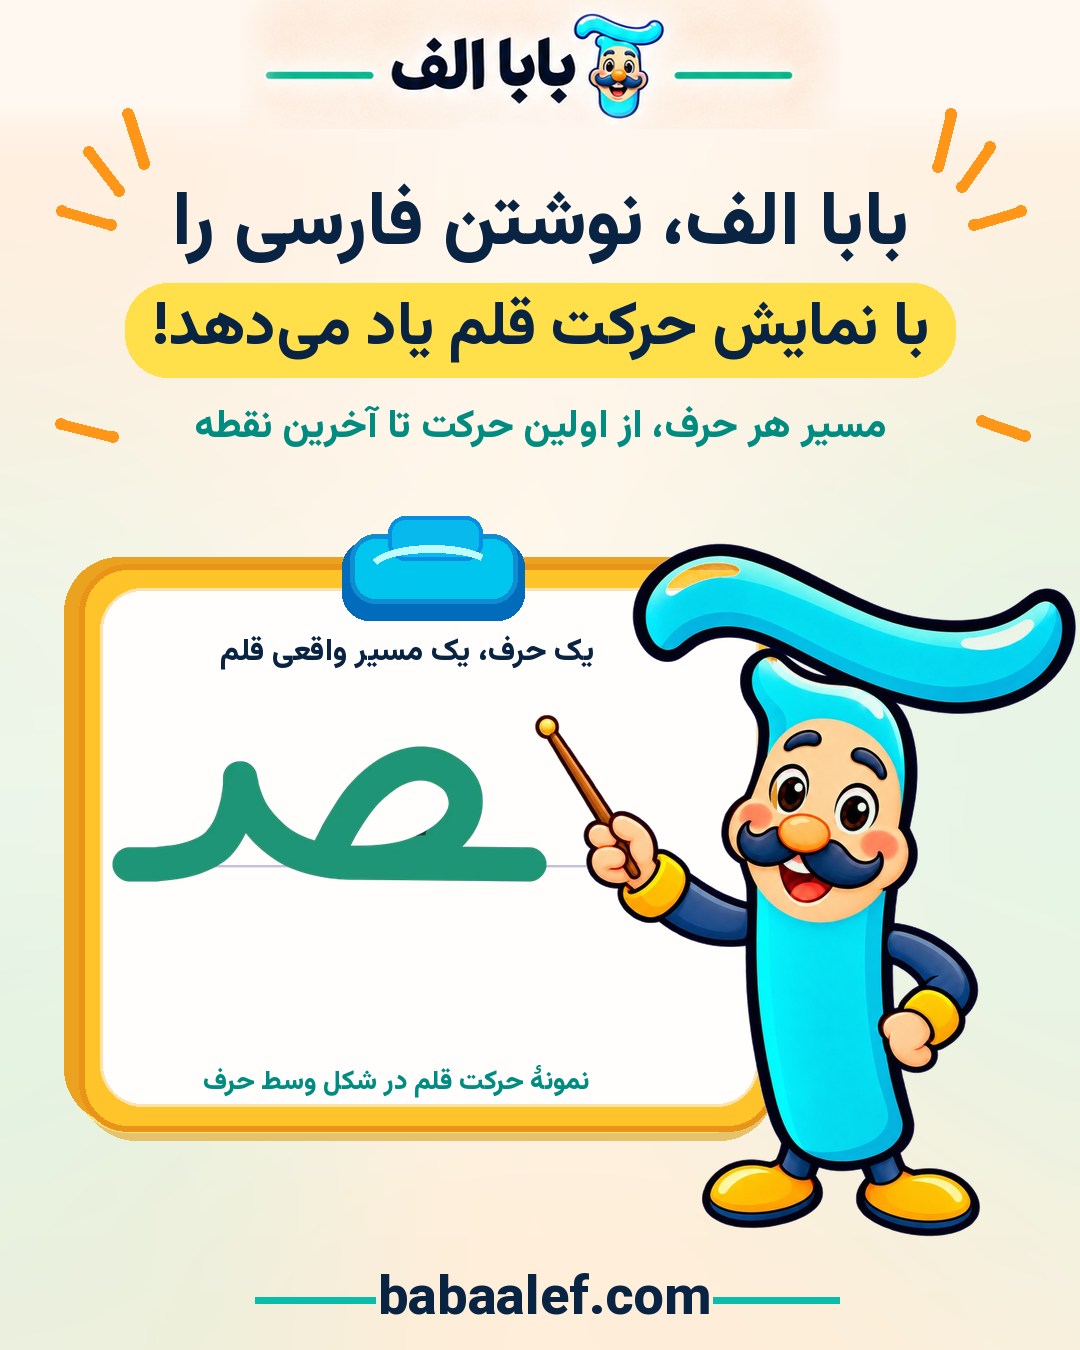 بابا الف
بابا الف، نوشتن فارسی را
با نمایش حرکت قلم یاد می‌دهد!
مسیر هر حرف، از اولین حرکت تا آخرین نقطه
یک حرف، یک مسیر واقعی قلم
ـصـ
نمونهٔ حرکت قلم در شکل وسط حرف
babaalef.com